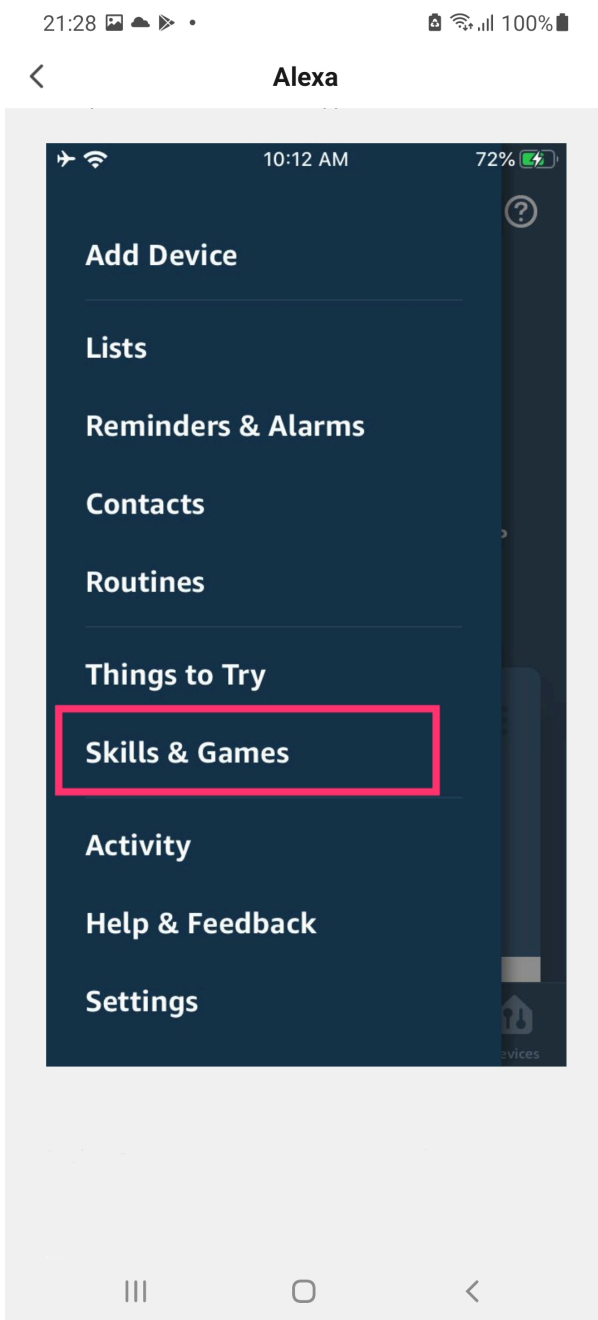 21:28
100%
Alexa
10:12 AM
72%
Add Device
Lists
Reminders & Alarms
Contacts
Routines
Things to Try
Skills & Games
Activity
Help & Feedback
Settings
evices